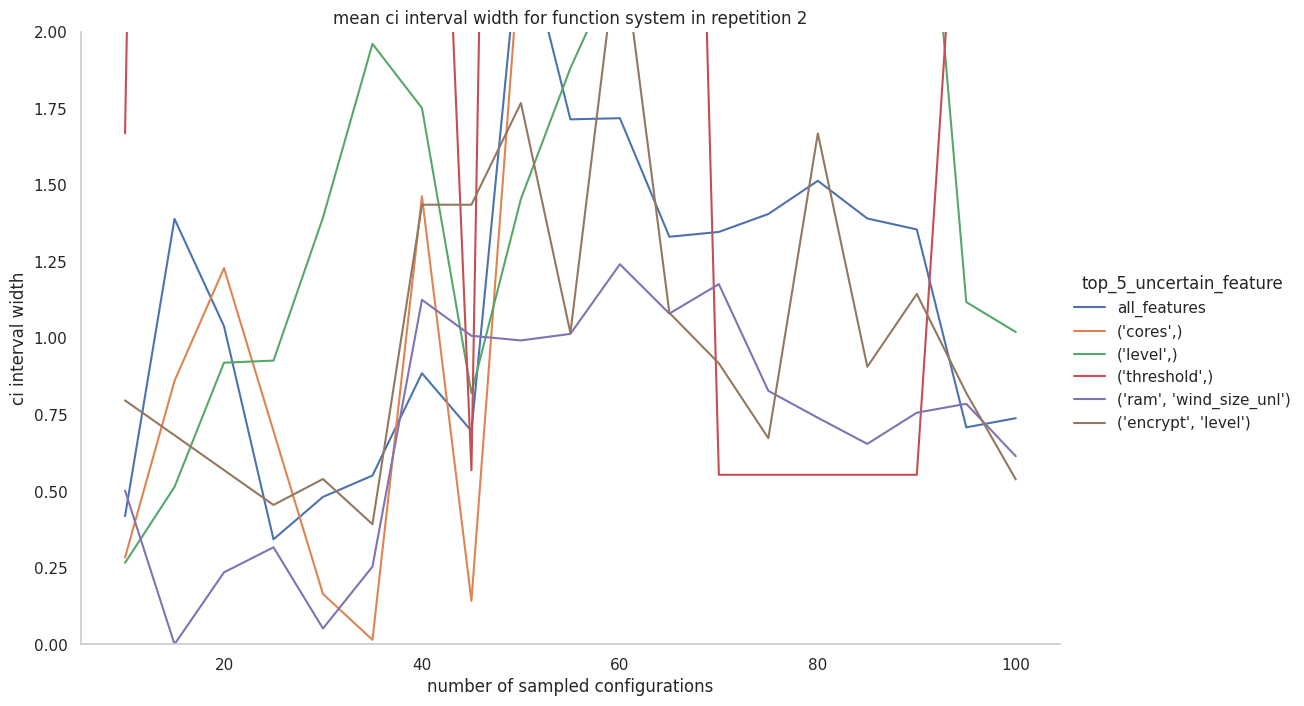 mean ci interval width for function system in repetition 2
2.00
1.75
1.50
1.25
1.00
0.75
0.50
0.25
0.00
ci interval width
20
40
60
80
100
number of sampled configurations
top_5_uncertain_feature
all_features
('cores',)
('level',)
('threshold',)
('ram', 'wind_size_unl')
('encrypt', 'level')